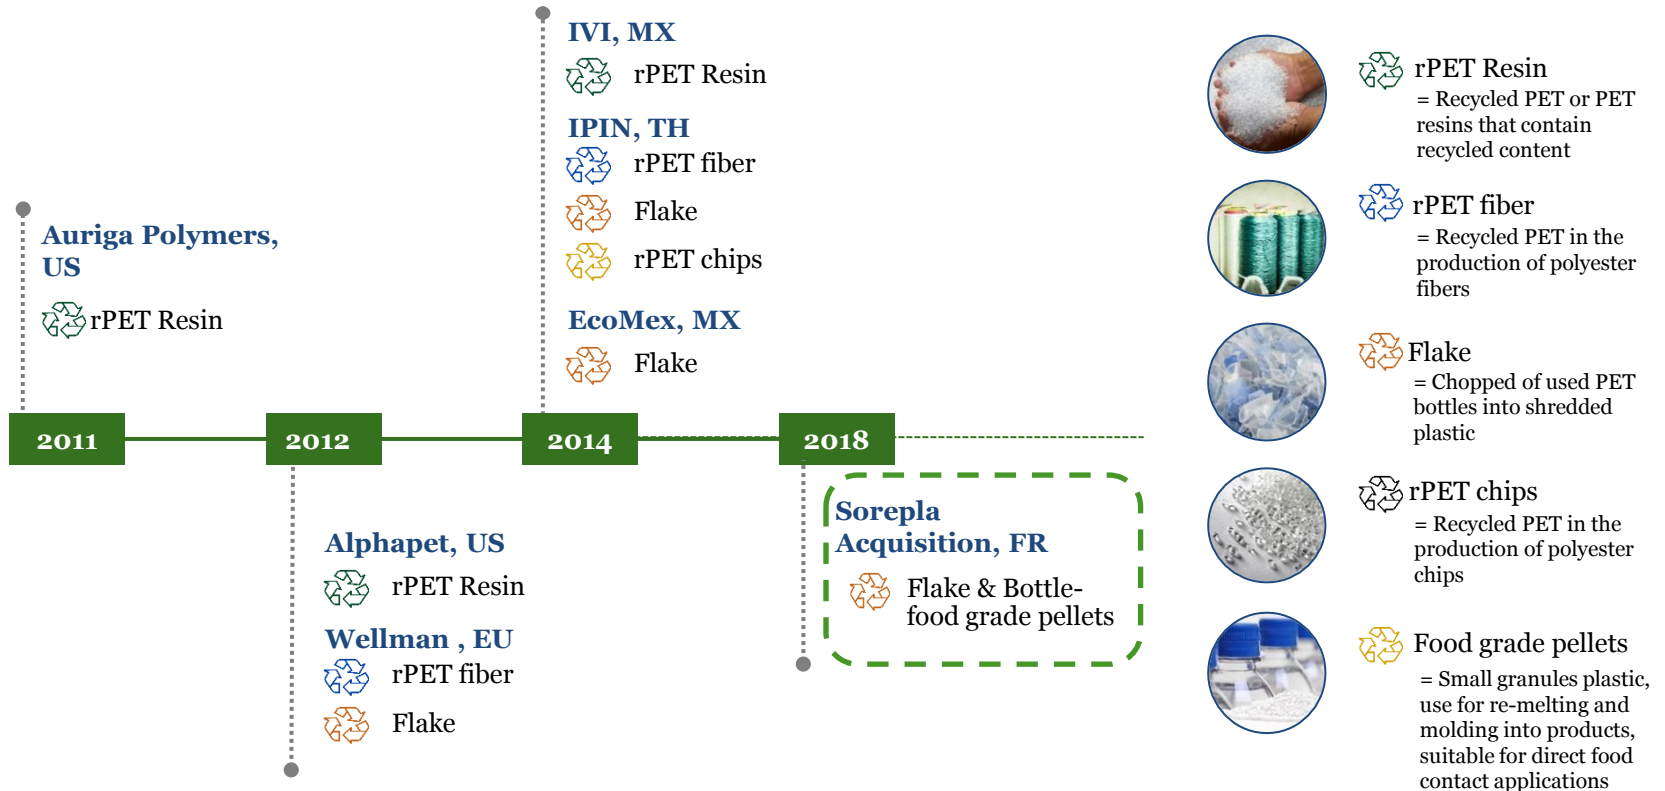 IVI, MX
rPET Resin
IPIN, TH
rPET fiber
Flake
rPET chips
EcoMex, MX
Flake
Auriga Polymers,
US
rPET Resin
2011
2012
2014
2018
Alphapet, US
rPET Resin
Wellman , EU
rPET fiber
Flake
Sorepla
Acquisition, FR
Flake & Bottle-
food grade pellets
rPET Resin
= Recycled PET or PET
resins that contain
recycled content
rPET fiber
= Recycled PET in the
production of polyester
fibers
Flake
= Chopped of used PET
bottles into shredded
plastic
rPET chips
= Recycled PET in the
production of polyester
chips
Food grade pellets
= Small granules plastic,
use for re-melting and
molding into products,
suitable for direct food
contact applications